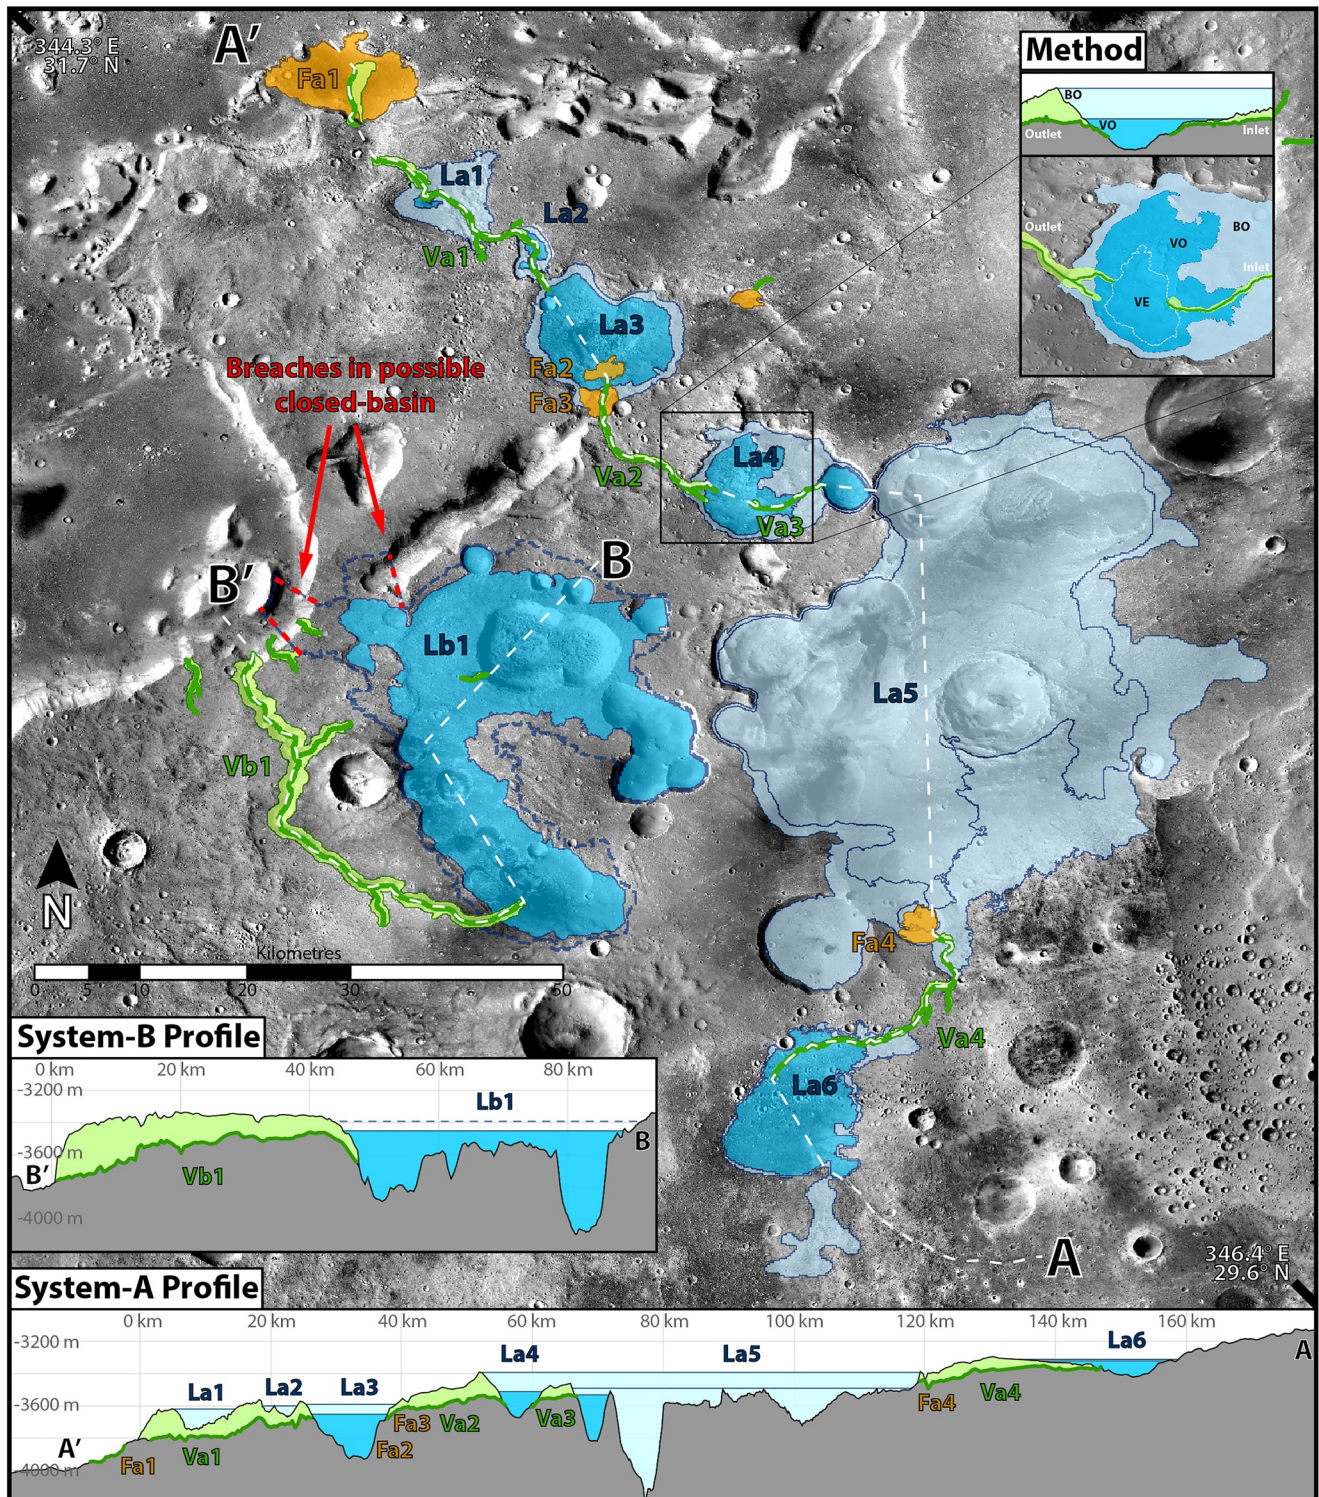 344.3° E
31.7° N
A’
Fa1
Method
BO
VO
Outlet
Inlet
Outlet
BO
VO
Inlet
VE
La1
La2
Va1
La3
Fa2
Fa3
Breaches in possible
closed-basin
Va2
La4
Va3
B
B’
Lb1
La5
Vb1
N
Kilometres
0 5 10 20 30 50
Fa4
Va4
La6
A
346.4° E
29.6° N
System-B Profile
0 km 20 km 40 km 60 km 80 km
-3200 m
Lb1
-3600 m
B
B’
Vb1
-4000 m
System-A Profile
0km 20 km 40 km 60 km 80 km 100 km 120 km 140 km 160 km
-3200 m
La4 La5 La6
A
La1 La2 La3
-3600 m
Fa3 Va2 Va3 Fa4 Va4
A’
Fa1 Va1 Fa2
-4000 m